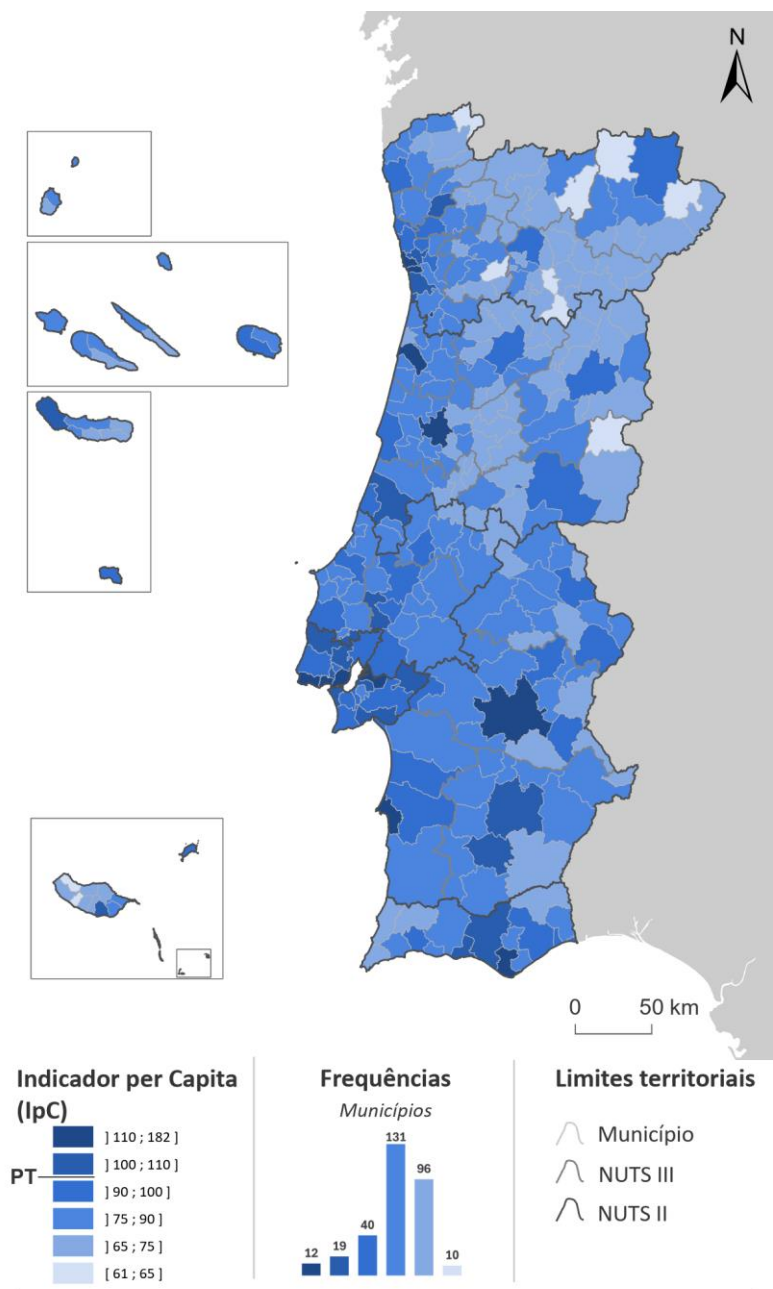 N
0 50 km
Indicador per Capita
(IpC)
] 110 ; 182 ]
] 100 ; 110 ]
PT
] 90 ; 100 ]
] 75 ; 90 ]
] 65 ; 75 ]
[ 61 ; 65 ]
Frequências
Municípios
12
19
40
131
96
10
Limites territoriais
Município
NUTS III
NUTS II